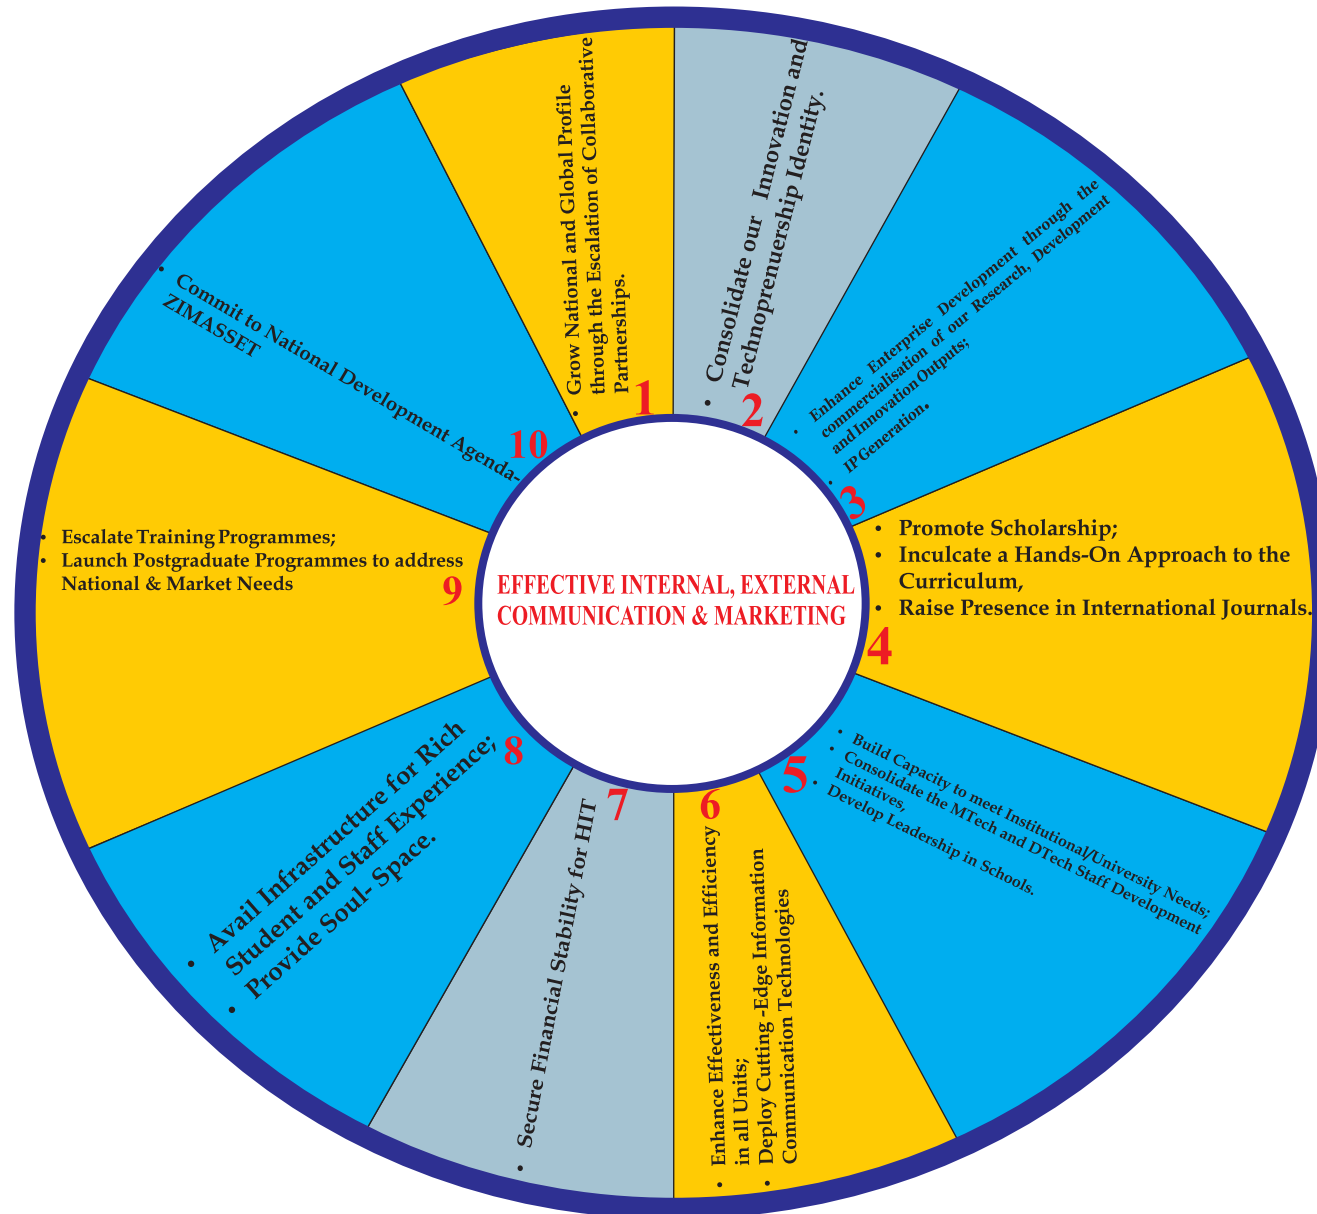 EFFECTIVE INTERNAL, EXTERNAL
COMMUNICATION & MARKETING
1
• Grow National and Global Profile
through the Escalation of Collaborative
Partnerships.
2
• Consolidate our Innovation and
Technoprenuership Identity.
3
• Enhance Enterprise Development through the
commercialisation of our Research, Development
and Innovation Outputs;
• IP Generation.
4
• Promote Scholarship;
• Inculcate a Hands-On Approach to the
Curriculum,
• Raise Presence in International Journals.
5
• Build Capacity to meet Institutional/University Needs;
• Consolidate the MTech and DTech Staff Development
Initiatives,
• Develop Leadership in Schools.
6
• Enhance Effectiveness and Efficiency
in all Units;
• Deploy Cutting -Edge Information
Communication Technologies
7
• Secure Financial Stability for HIT
8
• Avail Infrastructure for Rich
Student and Staff Experience;
• Provide Soul- Space.
9
• Escalate Training Programmes;
• Launch Postgraduate Programmes to address
National & Market Needs
10
• Commit to National Development Agenda-
ZIMASSET